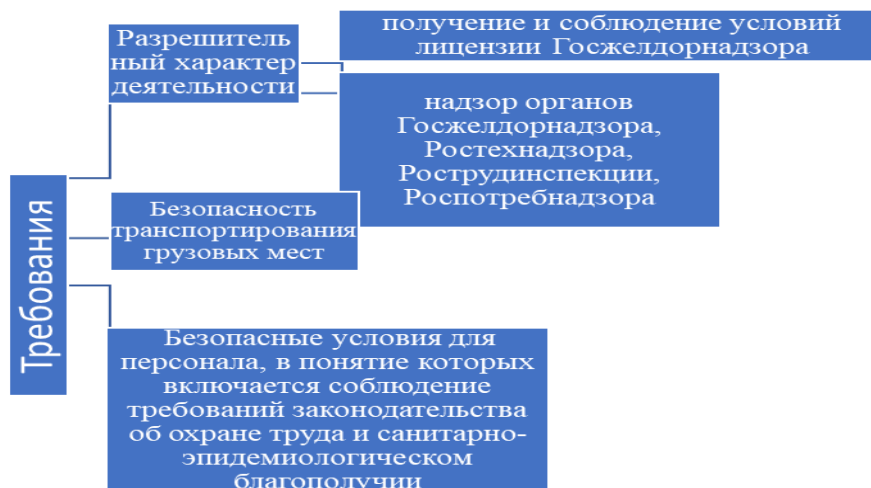 Требования
Разрешитель
ный характер
деятельности
получение и соблюдение условий
лицензии Госжелдорнадзора
надзор органов
Госжелдорнадзора,
Ростехнадзора,
Рострудинспекции,
Роспотребнадзора
Безопасность
транспортирования
грузовых мест
Безопасные условия для
персонала, в понятие которых
включается соблюдение
требований законодательства
об охране труда и санитарно-
эпидемиологическом
благополучии